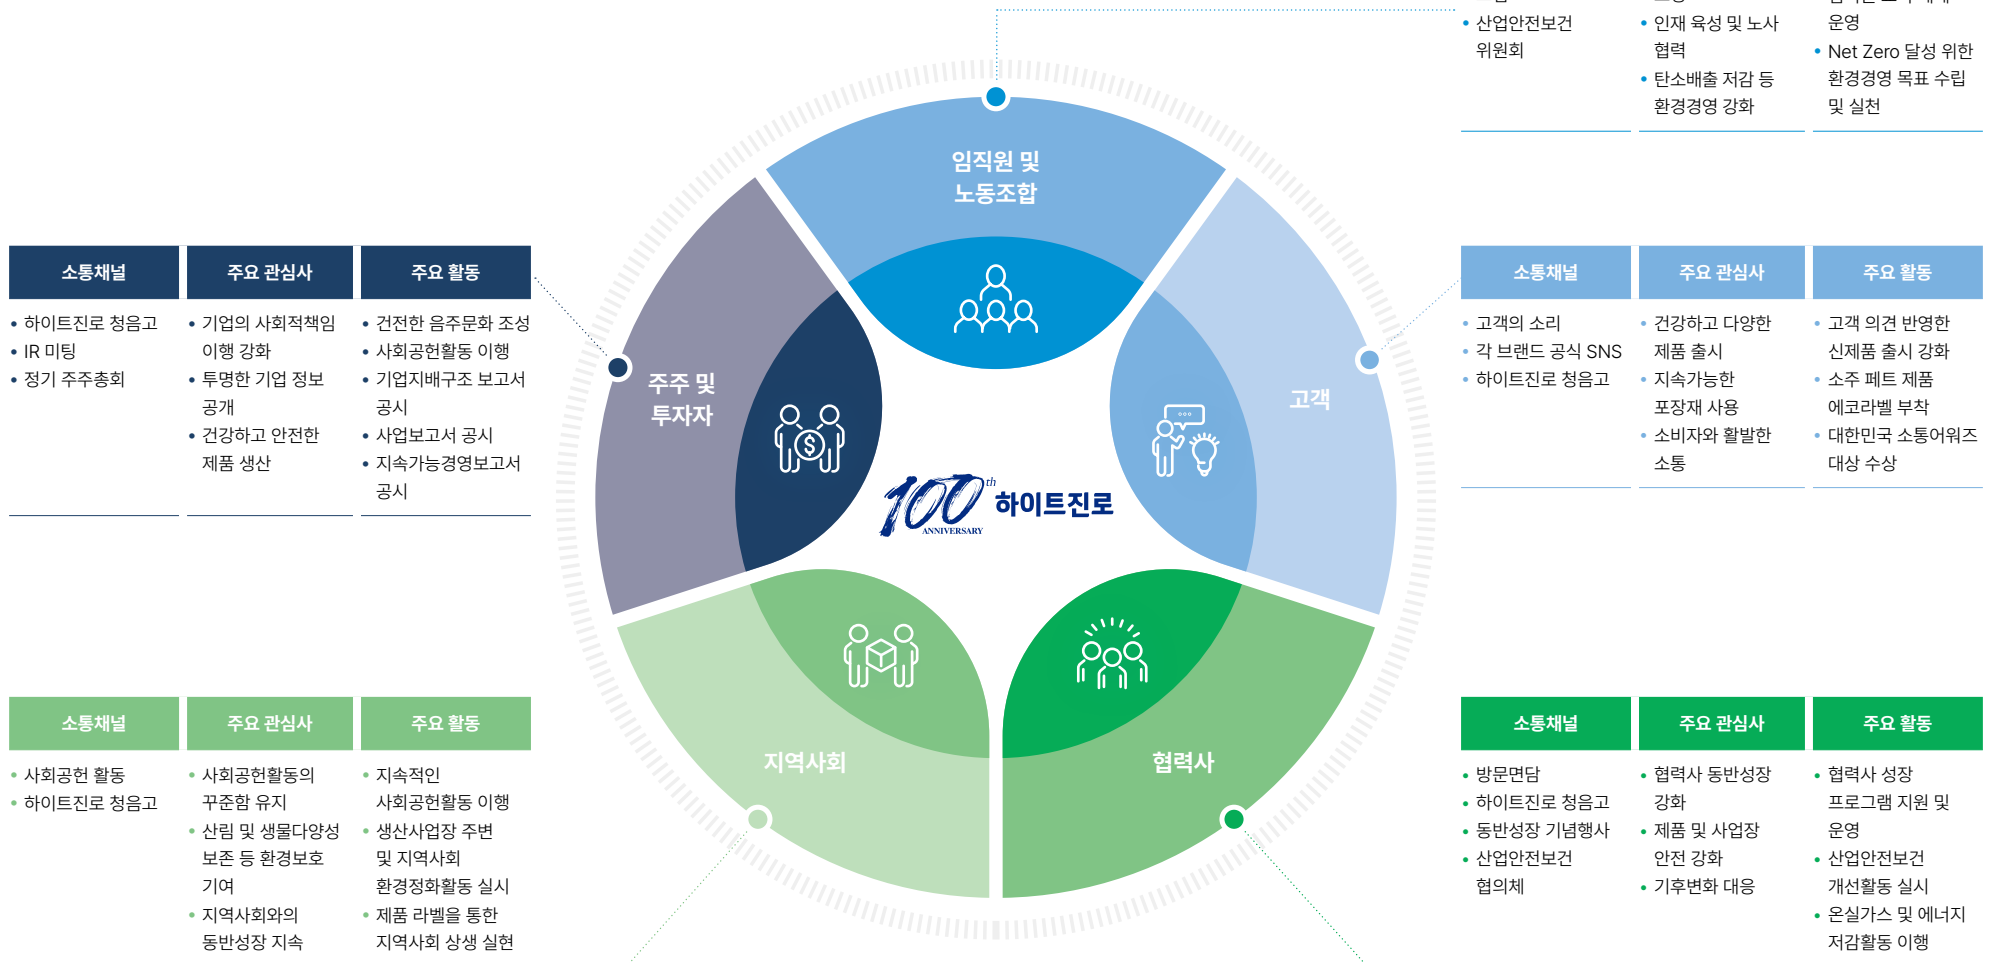 산업안전보건
위원회
인재 육성 및 노사
협력
탄소배출 저감 등
환경경영 강화
운영
Net Zero 달성 위한
환경경영 목표 수립
및 실천
임직원 및
노동조합
소통채널
주요 관심사
주요 활동
하이트진로 청음고
IR 미팅
정기 주주총회
기업의 사회적책임
이행 강화
투명한 기업 정보
공개
건강하고 안전한
제품 생산
건전한 음주문화 조성
사회공헌활동 이행
기업지배구조 보고서
공시
사업보고서 공시
지속가능경영보고서
공시
주주 및
투자자
고객
소통채널
주요 관심사
주요 활동
고객의 소리
각 브랜드 공식 SNS
하이트진로 청음고
건강하고 다양한
제품 출시
지속가능한
포장재 사용
소비자와 활발한
소통
고객 의견 반영한
신제품 출시 강화
소주 페트 제품
에코라벨 부착
대한민국 소통어워즈
대상 수상
100th
ANNIVERSARY
하이트진로
소통채널
주요 관심사
주요 활동
사회공헌 활동
하이트진로 청음고
사회공헌활동의
꾸준함 유지
산림 및 생물다양성
보존 등 환경보호
기여
지역사회와의
동반성장 지속
지속적인
사회공헌활동 이행
생산사업장 주변
및 지역사회
환경정화활동 실시
제품 라벨을 통한
지역사회 상생 실현
지역사회
협력사
소통채널
주요 관심사
주요 활동
방문면담
하이트진로 청음고
동반성장 기념행사
산업안전보건
협의체
협력사 동반성장
강화
제품 및 사업장
안전 강화
기후변화 대응
협력사 성장
프로그램 지원 및
운영
산업안전보건
개선활동 실시
온실가스 및 에너지
저감활동 이행